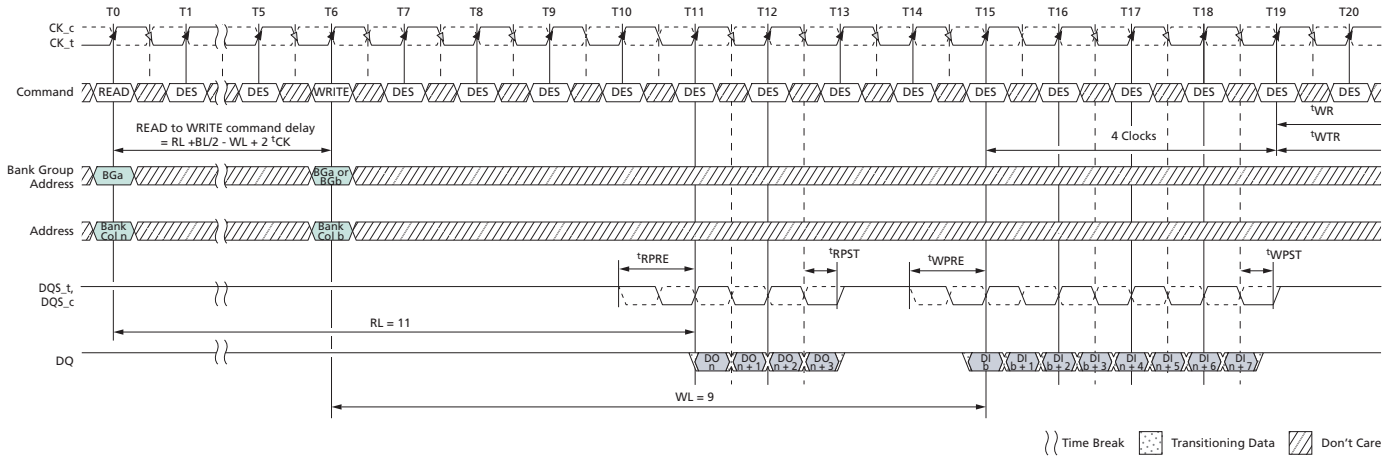 T0 T1 T5 T6 T7 T8 T9 T10 T11 T12 T13 T14 T15 T16 T17 T18 T19 T20
CK_c
CK_t
Command READ DES DES WRITE DES DES DES DES DES DES DES DES DES DES DES DES DES DES
tWR
READ to WRITE command delay
= RL +BL/2 - WL + 2 tCK
4 Clocks
tWTR
Bank Group
Address
BGa
BGa or
BGb
Address
Bank
Col n
Bank
Col b
tRPRE tRPST tWPRE tWPST
DQS_t,
DQS_c
RL = 11
DQ
DO
n
DO
n + 1
DO
n + 2
DO
n + 3
DI
b
DI
b + 1
DI
b + 2
DI
b + 3
DI
n + 4
DI
n + 5
DI
n + 6
DI
n + 7
WL = 9
Time Break Transitioning Data Don't Care